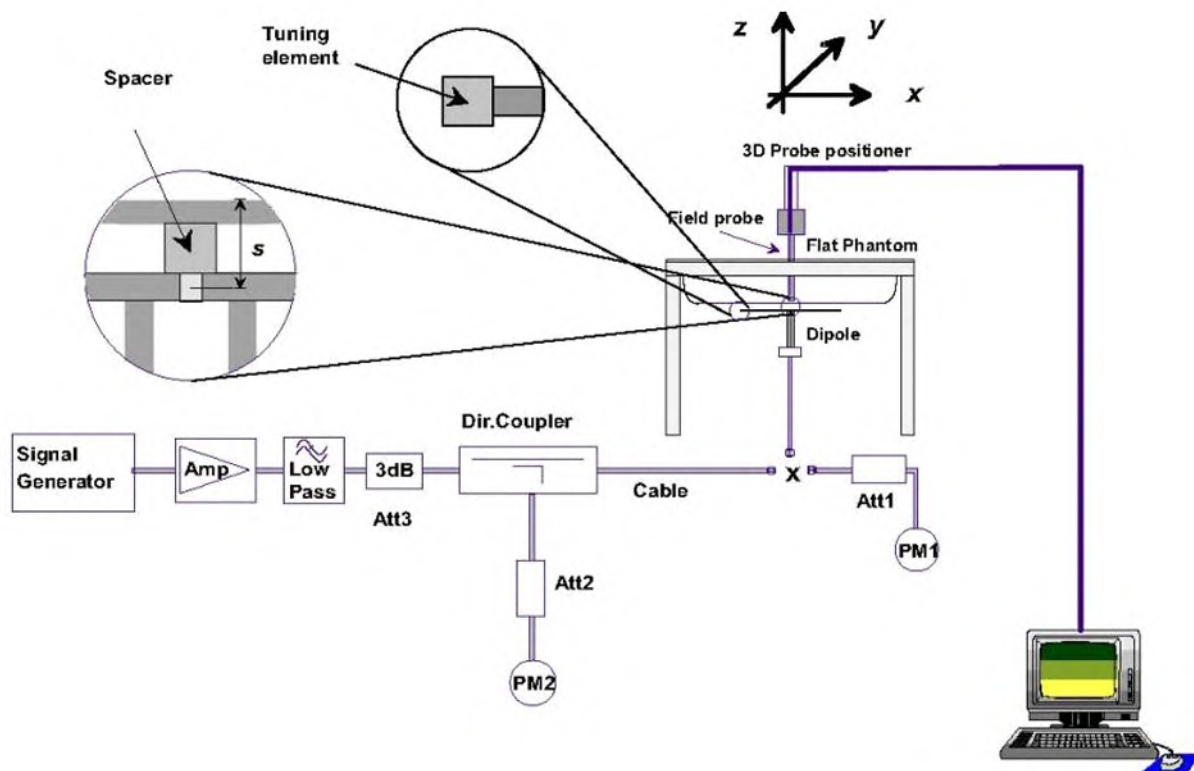 Tuning
element
Spacer
z
y
x
3D Probe positioner
Field probe
Flat Phantom
s
Dipole
Dir.Coupler
Signal
Generator
Amp
Low
Pass
3dB
Cable
X
Att1
Att3
PM1
Att2
PM2